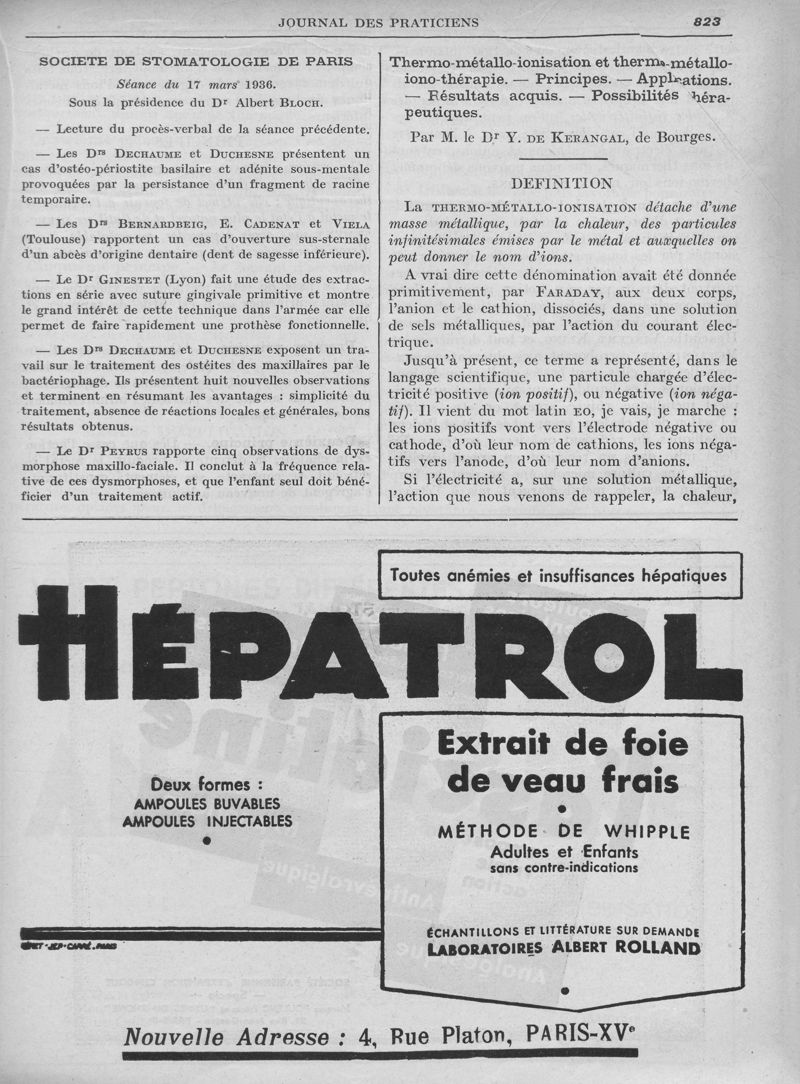 JOURNAL DES PRATICIENS 823
SOCIETE DE STOMATOLOGIE DE PARIS
Séance du 17 mars 1936.
Sous la présidence du Dr Albert BLOCH.
— Lecture du procès-verbal de la séance précédente.
— Les Drs DECHAUME et DUCHESNE présentent un
cas d'ostéo-périostite basilaire et adénite sous-mentale
provoquées par la persistance d'un fragment de racine
temporaire.
— Les Drs BERNARDBEIG, E. CADENAT et VIELA
(Toulouse) rapportent un cas d'ouverture sus-sternale
d'un abcès d'origine dentaire (dent de sagesse inférieure).
— Le Dr GINESTET (Lyon) fait une étude des extrac-
tions en série avec suture gingivale primitive et montre
le grand intérêt de cette technique dans l'armée car elle
permet de faire rapidement une prothèse fonctionnelle.
— Les Drs DECHAUME et DUCHESNE exposent un tra-
vail sur le traitement des ostéites des maxillaires par le
bactériophage. Ils présentent huit nouvelles observations
et terminent en résumant les avantages : simplicité du
traitement, absence de réactions locales et générales, bons
résultats obtenus.
— Le Dr PEYRUS rapporte cinq observations de dys-
morphose maxillo-faciale. Il conclut à la fréquence rela-
tive de ces dysmorphoses, et que l'enfant seul doit béné-
ficier d'un traitement actif.
Thermo-métallo-ionisation et thermo-métallo-
iono-thérapie. — Principes. — Applications.
— Résultats acquis. — Possibilités théra-
peutiques.
Par M. le Dr Y. DE KERANGAL, de Bourges.
DEFINITION
La THERMO-MÉTALLO-IONISATION détache d'une
masse métallique, par la chaleur, des particules
infinitésimales émises par le métal et auxquelles on
peut donner le nom d'ions.
A vrai dire cette dénomination avait été donnée
primitivement, par FARADAY, aux deux corps,
l'anion et le cathion, dissociés, dans une solution
de sels métalliques, par l'action du courant élec-
trique.
Jusqu'à présent, ce terme a représenté, dans le
langage scientifique, une particule chargée d'élec-
tricité positive (ion positif), ou négative (ion néga-
tif). Il vient du mot latin EO, je vais, je marche :
les ions positifs vont vers l'électrode négative ou
cathode, d'où leur nom de cathions, les ions néga-
tifs vers l'anode, d'où leur nom d'anions.
Si l'électricité a, sur une solution métallique,
l'action que nous venons de rappeler, la chaleur,
Toutes anémies et insuffisances hépatiques
HÉPATROL
Extrait de foie
de veau frais
Deux formes :
AMPOULES BUVABLES
AMPOULES INJECTABLES
MÉTHODE DE WHIPPLE
Adultes et Enfants
sans contre-indications
ÉCHANTILLONS ET LITTÉRATURE SUR DEMANDE
LABORATOIRES ALBERT ROLLAND
Nouvelle Adresse : 4, Rue Platon, PARIS-XVe